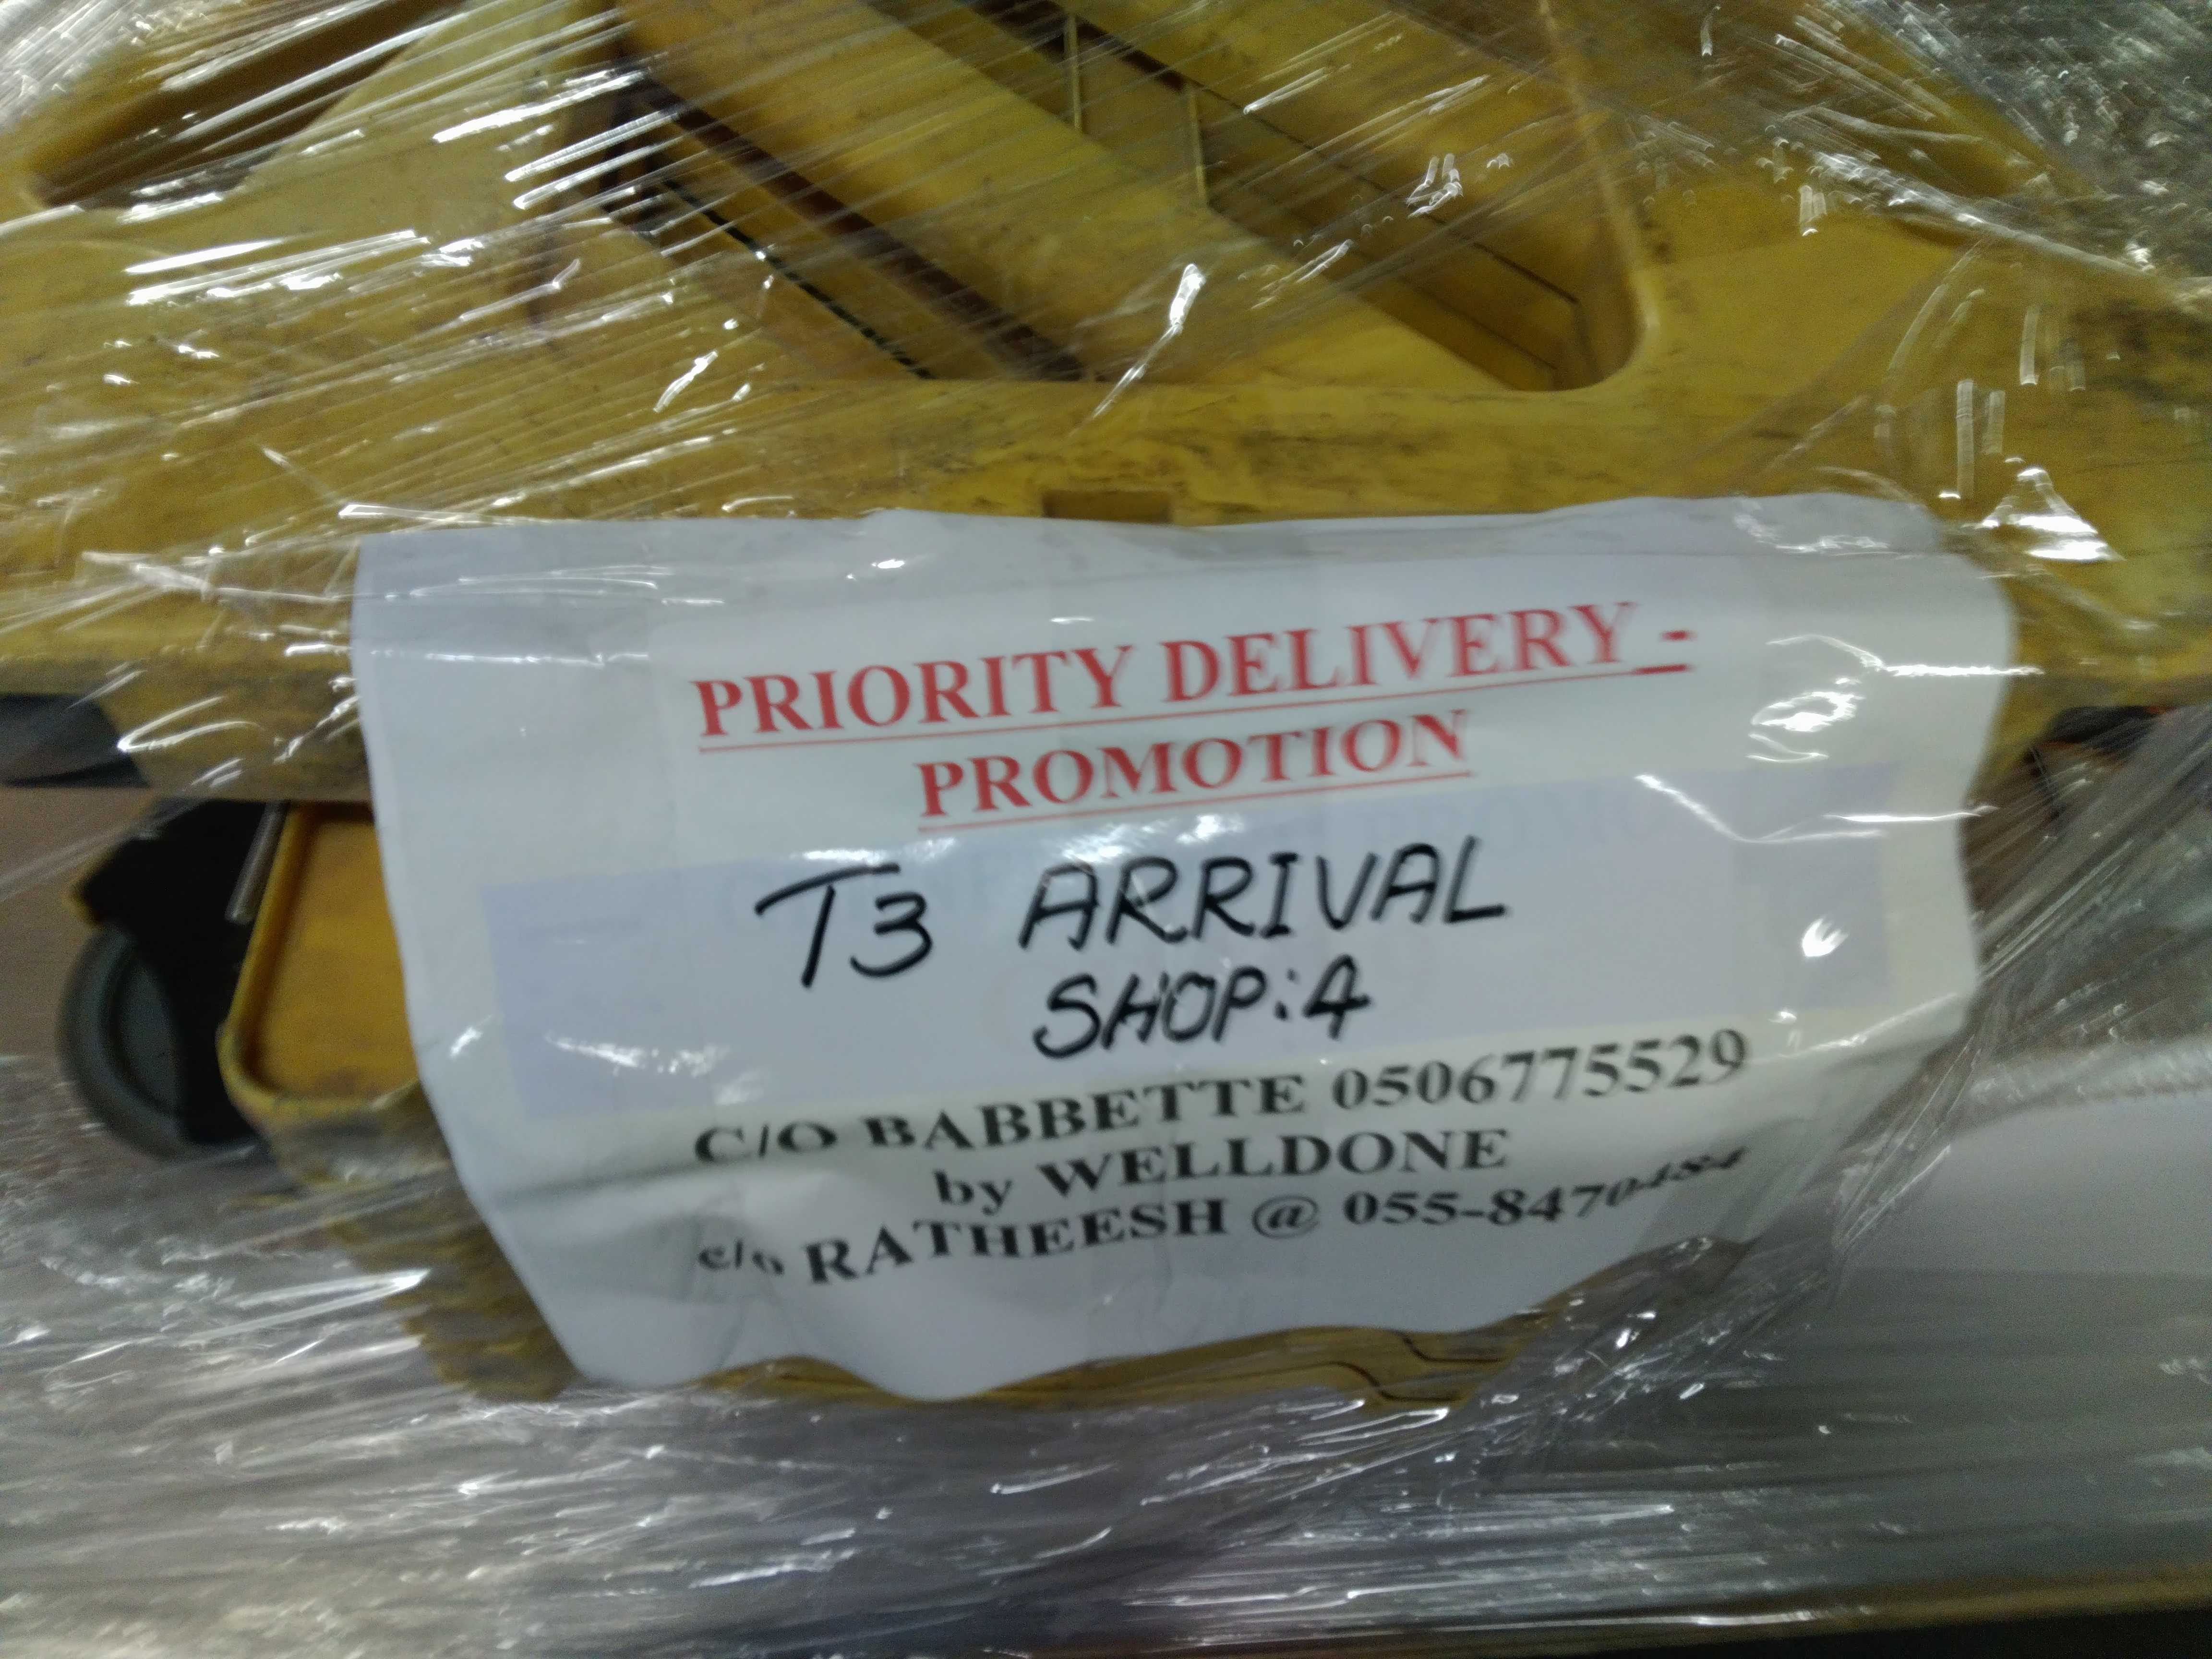 PRIORITY DELIVERY -
PROMOTION
T3 ARRIVAL
SHOP:4
C/O BABBETTE 0506775529
by WELLDONE
c/o RATHEESH @ 055-8470484